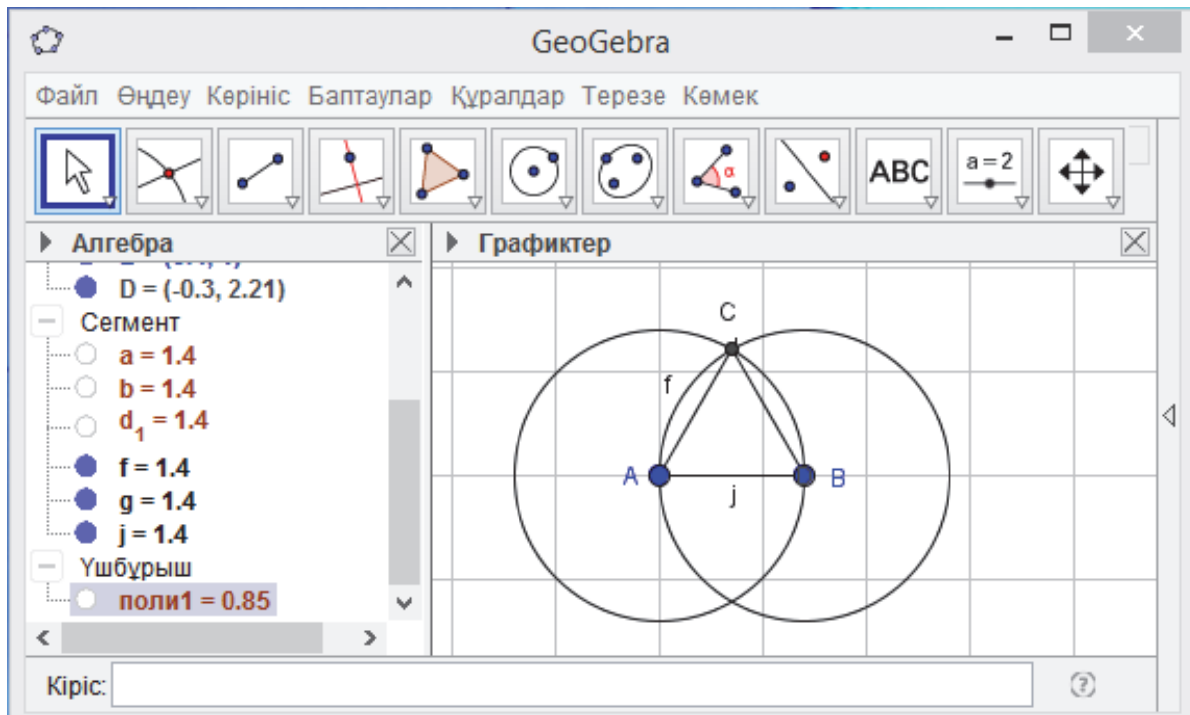 GeoGebra
Файл Өңдеу Көрініс Баптаулар Құралдар Терезе Көмек
ABC
a = 2
α
Алгебра
D = (-0.3, 2.21)
Сегмент
a = 1.4
b = 1.4
d₁ = 1.4
f = 1.4
g = 1.4
j = 1.4
Үшбұрыш
поли1 = 0.85
Графиктер
C
f
A
B
j
Кіріс: